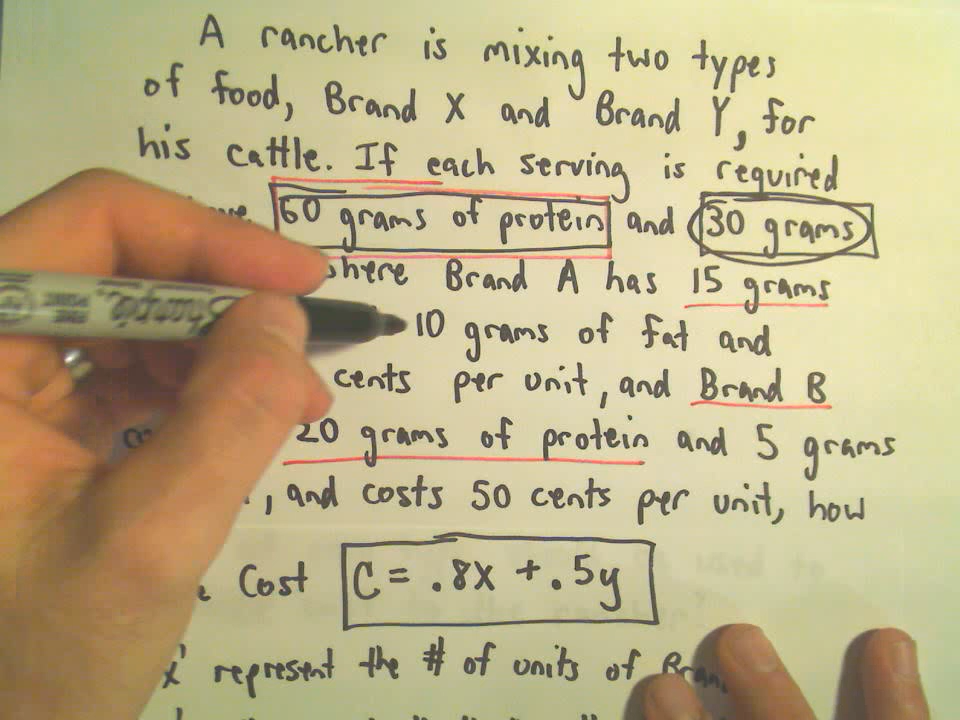 A rancher is mixing two types
of food, Brand X and Brand Y, for
his cattle. If each serving is required
60 grams of protein and 30 grams
where Brand A has 15 grams
10 grams of fat and
cents per unit, and Brand B
20 grams of protein and 5 grams
, and costs 50 cents per unit, how
Cost C = .8x + .5y
'x' represent the # of units of Bran
Sharpie